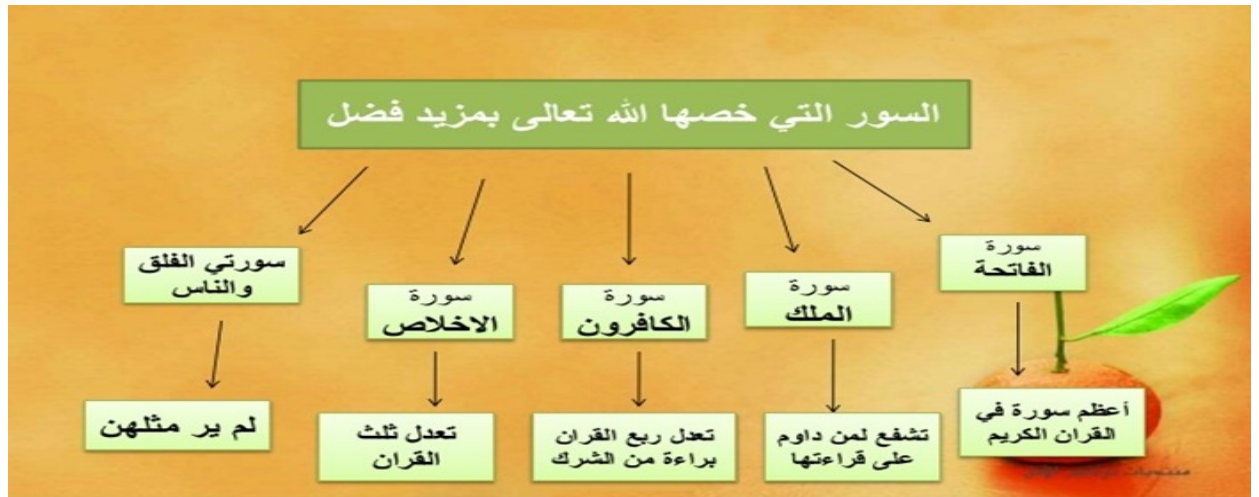 السور التي خصها الله تعالى بمزيد فضل
سورة
الفاتحة
سورة
الملك
سورة
الكافرون
سورة
الاخلاص
سورتي الفلق
والناس
أعظم سورة في
القران الكريم
تشفع لمن داوم
على قراءتها
تعدل ربع القران
براءة من الشرك
تعدل ثلث
القران
لم ير مثلهن
منتديات